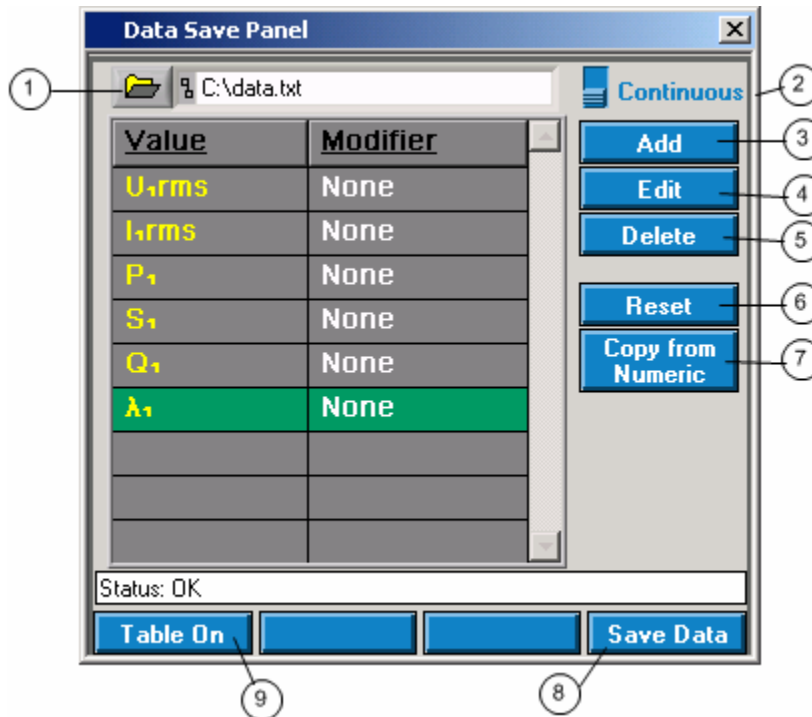 Data Save Panel
1
C:\data.txt
Continuous
2
Value Modifier
Add
3
U₁rms None
Edit
4
I₁rms None
Delete
5
P₁ None
S₁ None
Reset
6
Q₁ None
Copy from
Numeric
7
λ₁ None
Status: OK
Table On
Save Data
9
8